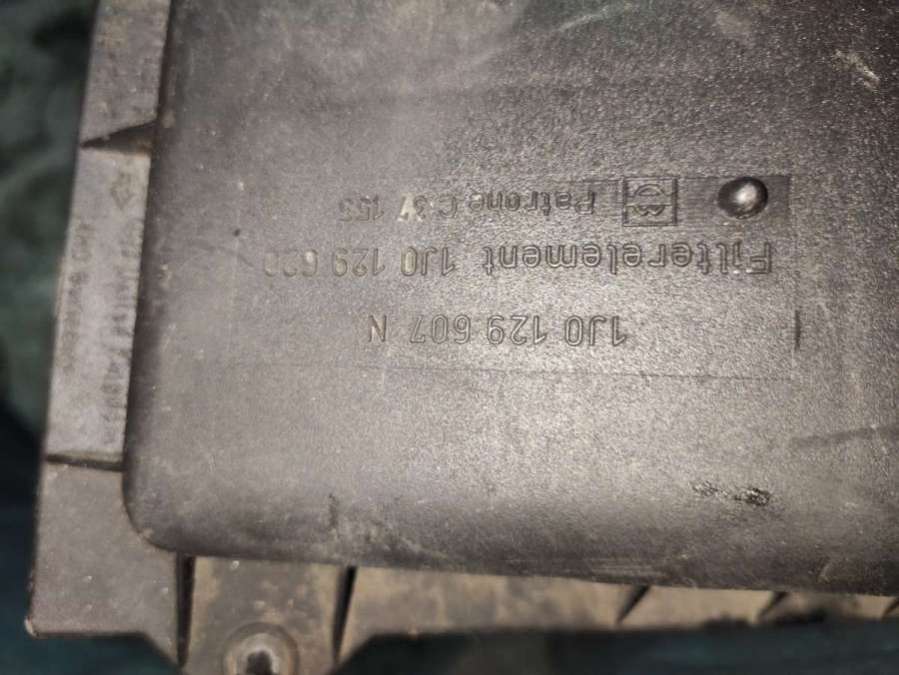 1J0 129 607 N
Filterelement 1J0 129 620
Patrone C 37 153